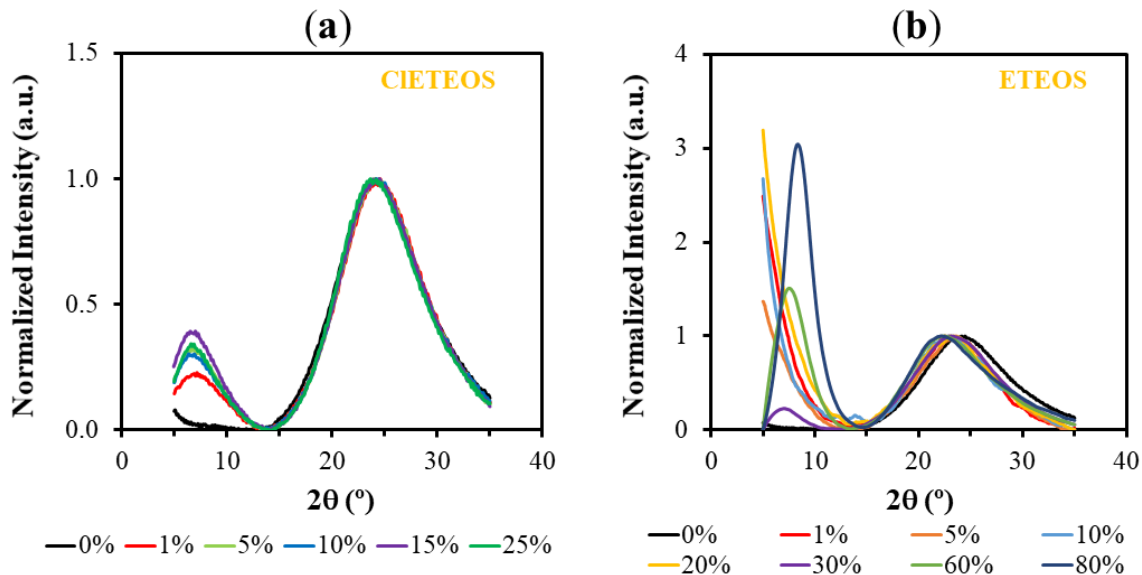 (a)
ClETEOS
Normalized Intensity (a.u.)
1.5
1.0
0.5
0.0
0 10 20 30 40
2θ (º)
0% 1% 5% 10% 15% 25%
(b)
ETEOS
Normalized Intensity (a.u.)
4
3
2
1
0
0 10 20 30 40
2θ (º)
0% 1% 5% 10%
20% 30% 60% 80%